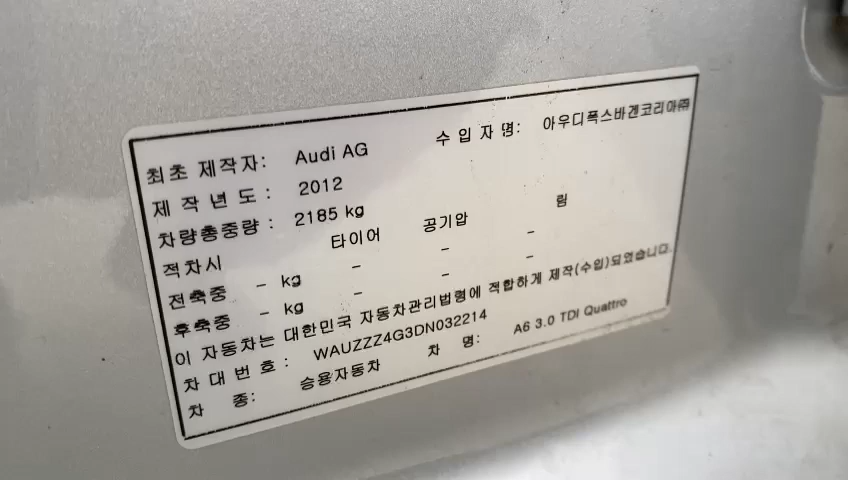 최초 제작자: Audi AG 수 입 자 명: 아우디폭스바겐코리아㈜
제 작 년 도 : 2012
차량총중량 : 2185 kg
적차시 타이어 공기압 림
전축중 - kg - - -
후축중 - kg - -
이 자동차는 대한민국 자동차관리법령에 적합하게 제작(수입)되었습니다.
차 대 번 호 : WAUZZZ4G3DN032214
차 종: 승용자동차 차 명: A6 3.0 TDI Quattro